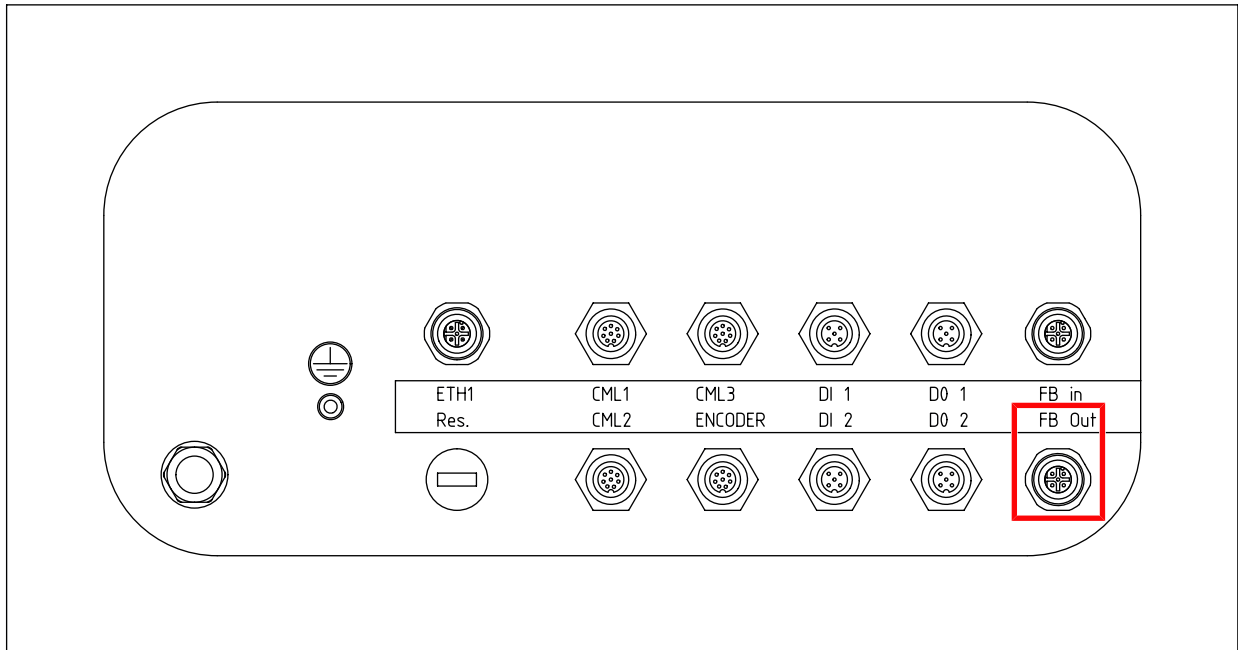 ETH1 CML1 CML3 DI 1 DO 1 FB in
Res. CML2 ENCODER DI 2 DO 2 FB Out